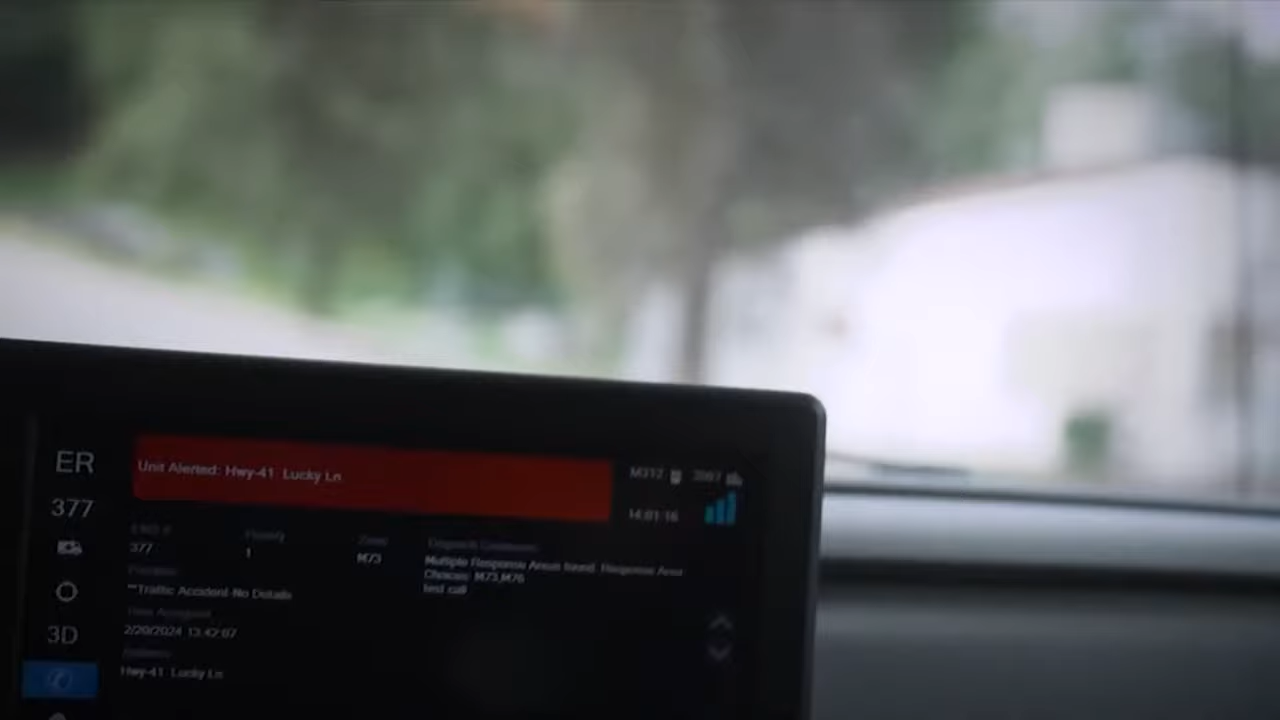 ER
Unit Alerted: Hwy-41 Lucky Ln
M312
377
14:01:16
377
1
M73
Multiple Response Areas found. Response Area
Choices: M73,M76
test call
**Traffic Accident-No Details
2/20/2024 13:47:07
3D
Hwy-41 Lucky Ln